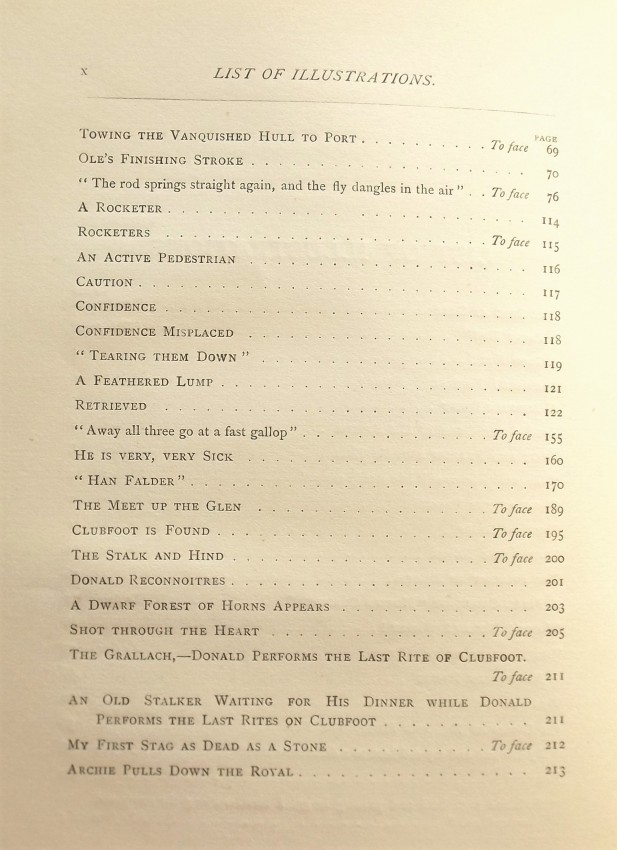 x LIST OF ILLUSTRATIONS.
PAGE
TOWING THE VANQUISHED HULL TO PORT . . . . . . . . . To face 69
OLE'S FINISHING STROKE . . . . . . . . . . . . . . . . 70
"The rod springs straight again, and the fly dangles in the air" . . To face 76
A ROCKETER . . . . . . . . . . . . . . . . . . . . 114
ROCKETERS . . . . . . . . . . . . . . . . . . To face 115
AN ACTIVE PEDESTRIAN . . . . . . . . . . . . . . . . 116
CAUTION . . . . . . . . . . . . . . . . . . . . . . 117
CONFIDENCE . . . . . . . . . . . . . . . . . . . . . 118
CONFIDENCE MISPLACED . . . . . . . . . . . . . . . . 118
"TEARING THEM DOWN" . . . . . . . . . . . . . . . . 119
A FEATHERED LUMP . . . . . . . . . . . . . . . . . . 121
RETRIEVED . . . . . . . . . . . . . . . . . . . . . 122
"Away all three go at a fast gallop" . . . . . . . . . . . To face 155
HE IS VERY, VERY SICK . . . . . . . . . . . . . . . . 160
"HAN FALDER" . . . . . . . . . . . . . . . . . . . . 170
THE MEET UP THE GLEN . . . . . . . . . . . . . To face 189
CLUBFOOT IS FOUND . . . . . . . . . . . . . . . To face 195
THE STALK AND HIND . . . . . . . . . . . . . . To face 200
DONALD RECONNOITRES . . . . . . . . . . . . . . . . . 201
A DWARF FOREST OF HORNS APPEARS . . . . . . . . . . . 203
SHOT THROUGH THE HEART . . . . . . . . . . . . To face 205
THE GRALLACH,—DONALD PERFORMS THE LAST RITE OF CLUBFOOT.
To face 211
AN OLD STALKER WAITING FOR HIS DINNER WHILE DONALD
PERFORMS THE LAST RITES ON CLUBFOOT . . . . . . . . . . 211
MY FIRST STAG AS DEAD AS A STONE . . . . . . . . To face 212
ARCHIE PULLS DOWN THE ROYAL . . . . . . . . . . . . . 213